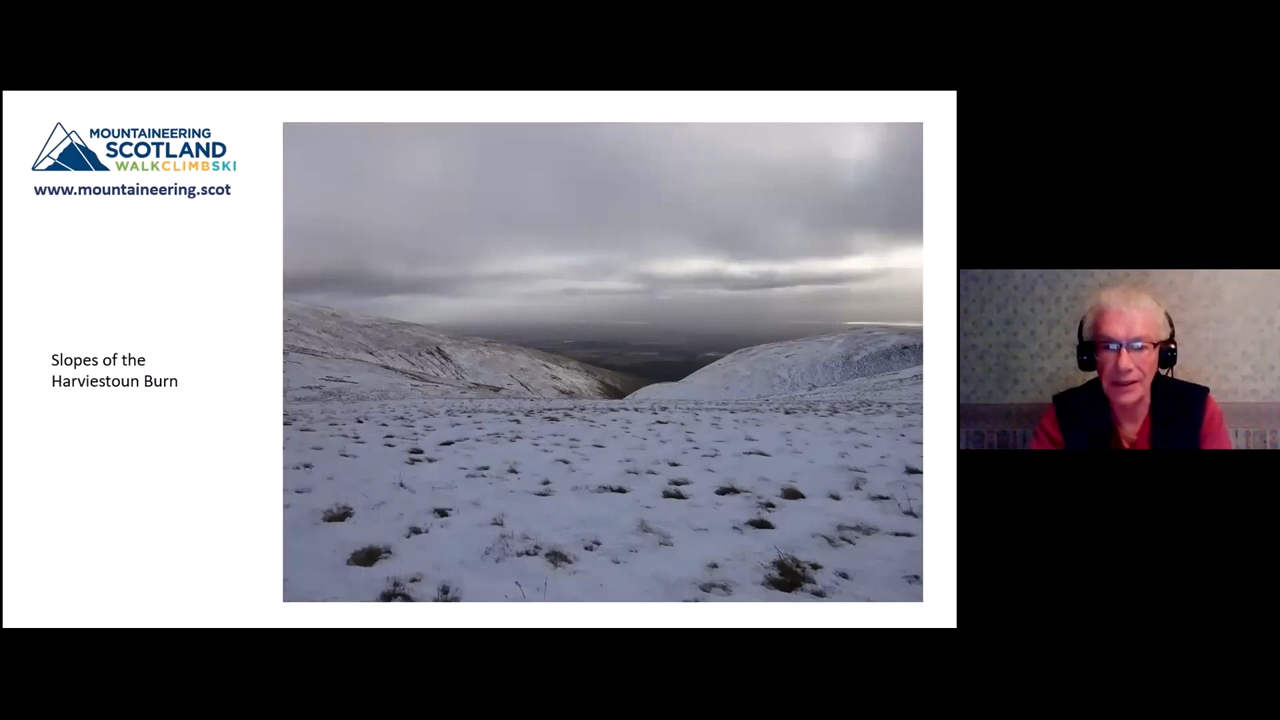 MOUNTAINEERING
SCOTLAND
WALKCLIMBSKI
www.mountaineering.scot
Slopes of the
Harviestoun Burn